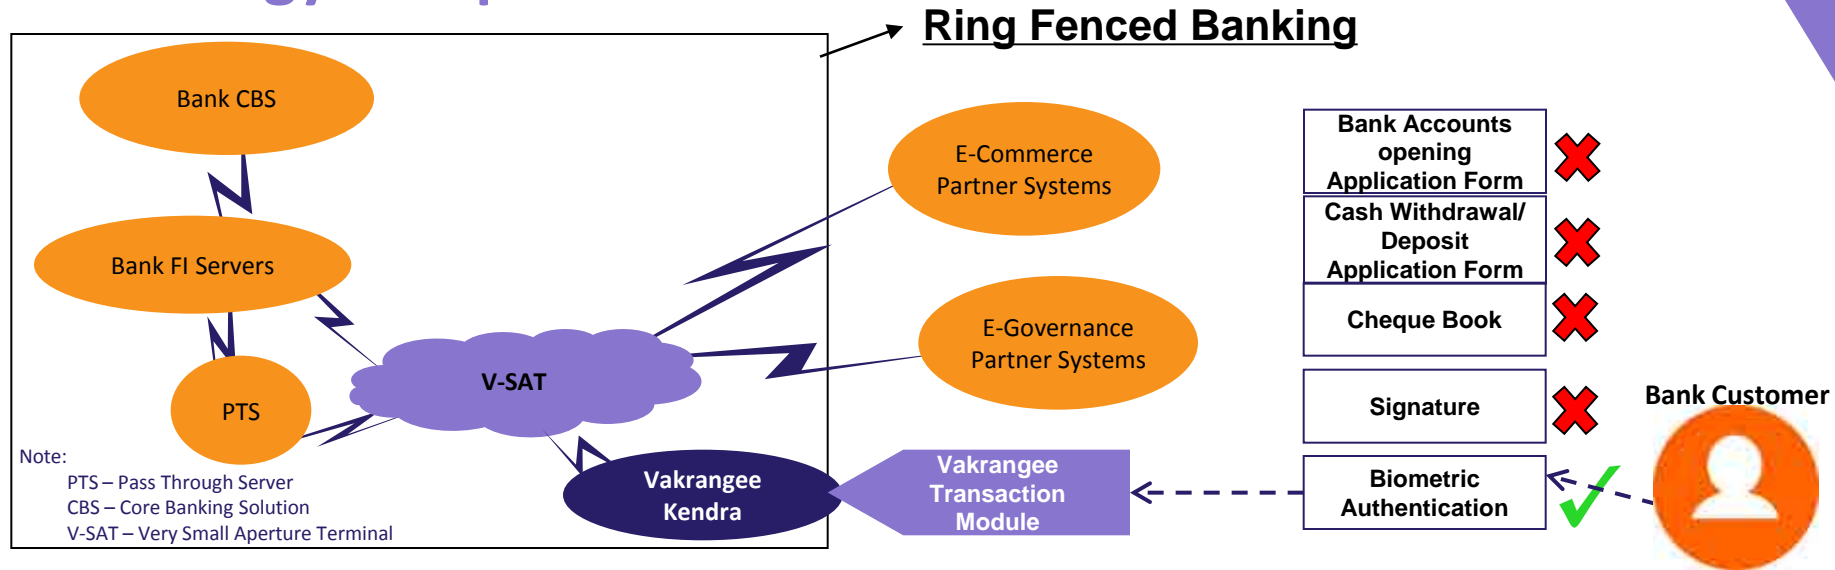 Ring Fenced Banking
Bank CBS
Bank FI Servers
PTS
V-SAT
Vakrangee
Kendra
Note:
PTS – Pass Through Server
CBS – Core Banking Solution
V-SAT – Very Small Aperture Terminal
E-Commerce
Partner Systems
E-Governance
Partner Systems
Vakrangee
Transaction
Module
Bank Accounts
opening
Application Form
Cash Withdrawal/
Deposit
Application Form
Cheque Book
Signature
Biometric
Authentication
Bank Customer